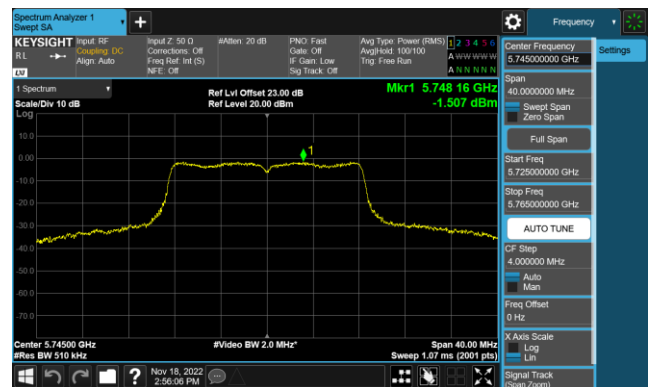 Spectrum Analyzer 1
Swept SA
+
Frequency
KEYSIGHT
RL
LXI
Input: RF
Coupling: DC
Align: Auto
Input Z: 50 Ω
Corrections: Off
Freq Ref: Int (S)
NFE: Off
#Atten: 20 dB
PNO: Fast
Gate: Off
IF Gain: Low
Sig Track: Off
Avg Type: Power (RMS)
Avg|Hold: 100/100
Trig: Free Run
1 2 3 4 5 6
A W W W W W
A N N N N N
1 Spectrum
Scale/Div 10 dB
Log
Ref Lvl Offset 23.00 dB
Ref Level 20.00 dBm
Mkr1 5.748 16 GHz
-1.507 dBm
10.0
0.00
-10.0
-20.0
-30.0
-40.0
-50.0
-60.0
-70.0
1
Center 5.74500 GHz
#Res BW 510 kHz
#Video BW 2.0 MHz*
Span 40.00 MHz
Sweep 1.07 ms (2001 pts)
Center Frequency
5.745000000 GHz
Settings
Span
40.0000000 MHz
Swept Span
Zero Span
Full Span
Start Freq
5.725000000 GHz
Stop Freq
5.765000000 GHz
AUTO TUNE
CF Step
4.000000 MHz
Auto
Man
Freq Offset
0 Hz
X Axis Scale
Log
Lin
Signal Track
(Span Zoom)
?
Nov 18, 2022
2:56:06 PM